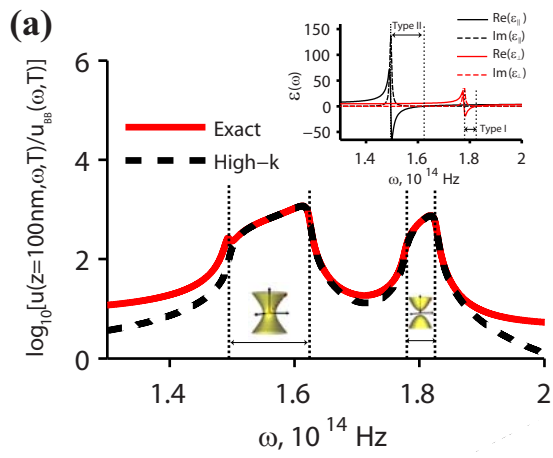 (a)
log₁₀[u(z=100nm,ω,T)/u_BB(ω,T)]
6
4
2
0
Exact
High−k
1.4
1.6
1.8
2
ω, 10¹⁴ Hz
ε(ω)
150
100
50
0
−50
Type II
Re(ε∥)
Im(ε∥)
Re(ε⊥)
Im(ε⊥)
Type I
1.4
1.6
1.8
2
ω, 10¹⁴ Hz